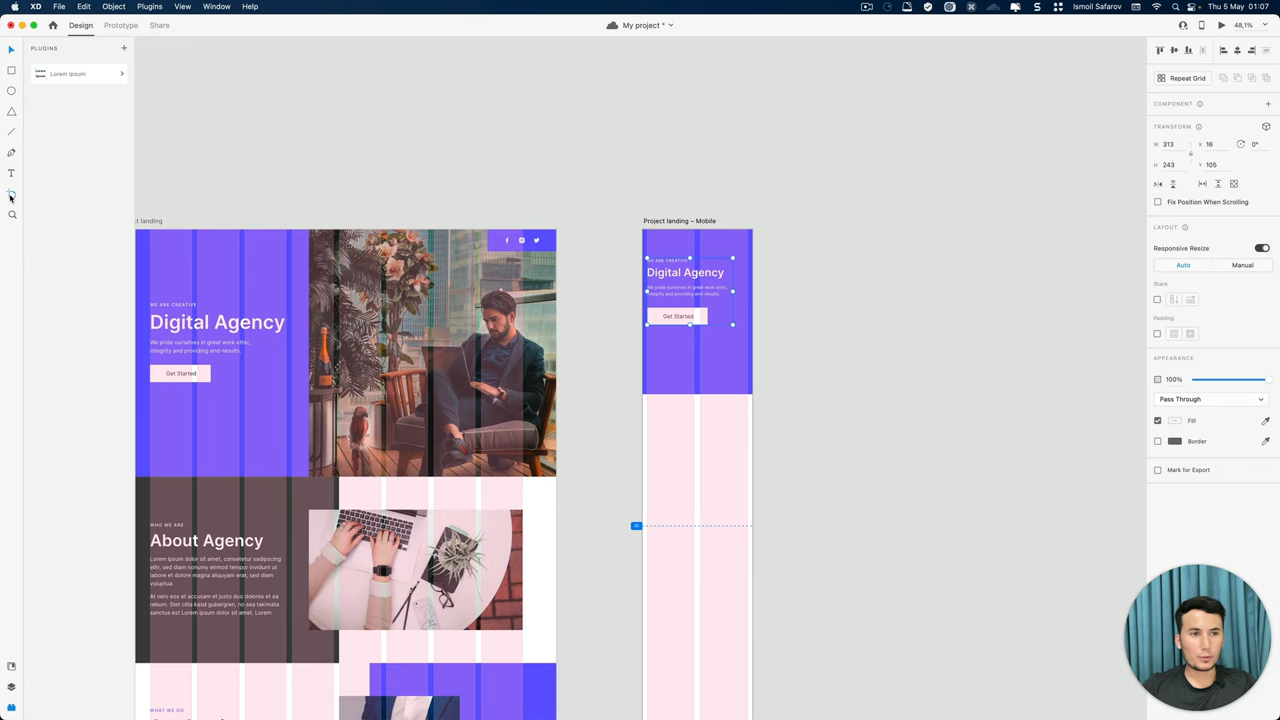 XD File Edit Object Plugins View Window Help
Ismoil Safarov Thu 5 May 01:07
Design Prototype Share
My project *
48,1%
PLUGINS
Lorem Ipsum
Repeat Grid
COMPONENT
TRANSFORM
W 313 X 16 0°
H 243 Y 105
Fix Position When Scrolling
LAYOUT
Responsive Resize
Auto Manual
Stack
Padding
APPEARANCE
100%
Pass Through
Fill
Border
Mark for Export
t landing
WE ARE CREATIVE
Digital Agency
We pride ourselves in great work ethic,
integrity and providing end-results.
Get Started
WHO WE ARE
About Agency
Lorem ipsum dolor sit amet, consetetur sadipscing
elitr, sed diam nonumy eirmod tempor invidunt ut
labore et dolore magna aliquyam erat, sed diam
voluptua.
At vero eos et accusam et justo duo dolores et ea
rebum. Stet clita kasd gubergren, no sea takimata
sanctus est Lorem ipsum dolor sit amet. Lorem
WHAT WE DO
Project landing – Mobile
WE ARE CREATIVE
Digital Agency
We pride ourselves in great work ethic,
integrity and providing end-results.
Get Started